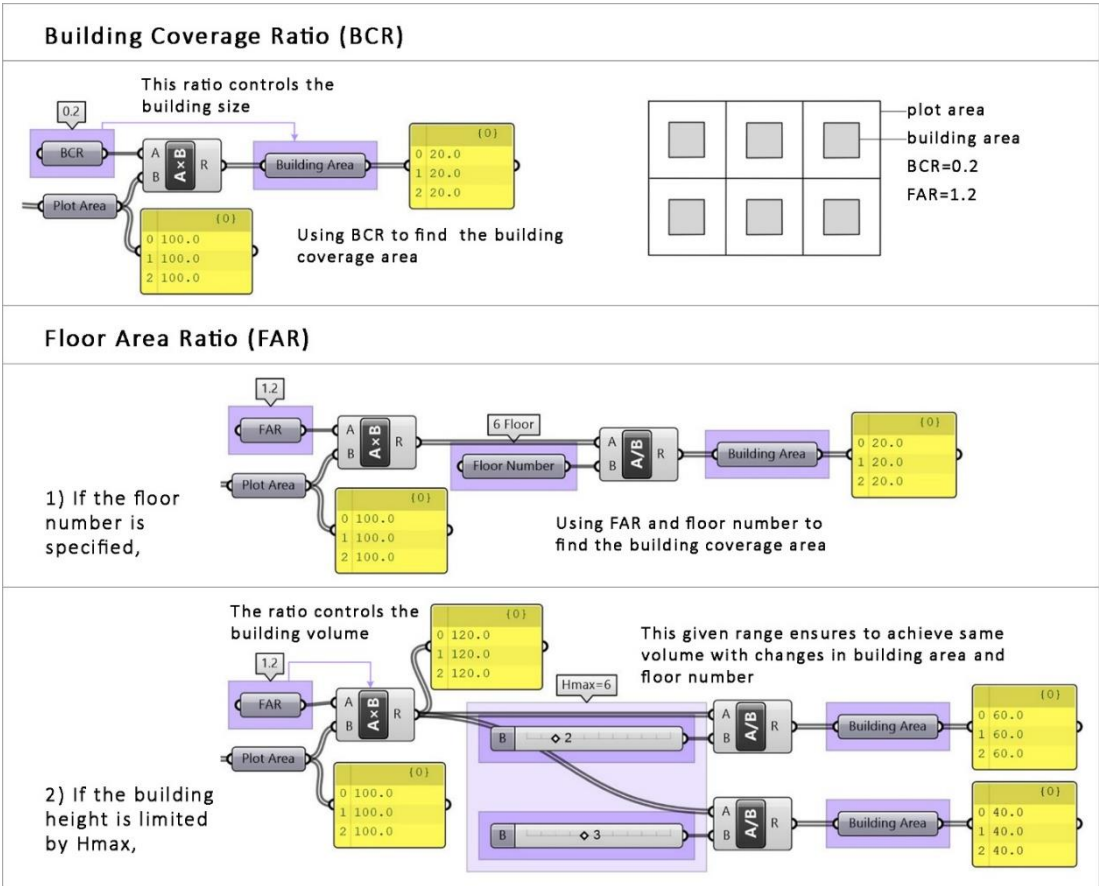 Building Coverage Ratio (BCR)
This ratio controls the
building size
0.2
BCR
A
B
A×B
R
Building Area
{0}
0 20.0
1 20.0
2 20.0
Plot Area
{0}
0 100.0
1 100.0
2 100.0
Using BCR to find the building
coverage area
plot area
building area
BCR=0.2
FAR=1.2
Floor Area Ratio (FAR)
1.2
FAR
A
B
A×B
R
6 Floor
Floor Number
A
B
A/B
R
Building Area
{0}
0 20.0
1 20.0
2 20.0
Plot Area
{0}
0 100.0
1 100.0
2 100.0
1) If the floor
number is
specified,
Using FAR and floor number to
find the building coverage area
The ratio controls the
building volume
{0}
0 120.0
1 120.0
2 120.0
This given range ensures to achieve same
volume with changes in building area and
floor number
1.2
FAR
A
B
A×B
R
Hmax=6
B
2
A
B
A/B
R
Building Area
{0}
0 60.0
1 60.0
2 60.0
Plot Area
{0}
0 100.0
1 100.0
2 100.0
2) If the building
height is limited
by Hmax,
B
3
A
B
A/B
R
Building Area
{0}
0 40.0
1 40.0
2 40.0